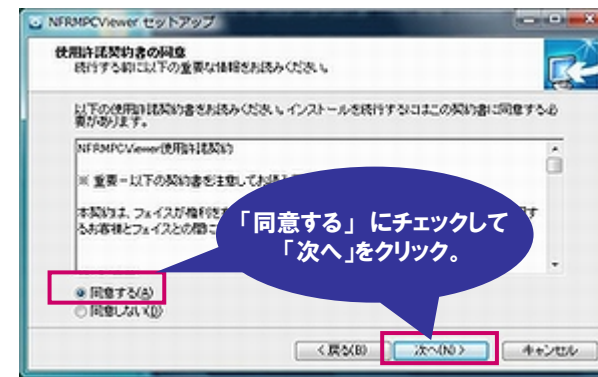 NFRMPCViewer セットアップ
使用許諾契約書の同意
続行する前に以下の重要な情報をお読みください。
以下の使用許諾契約書をお読みください。インストールを続行するにはこの契約書に同意する必
要があります。
NFRMPCViewer使用許諾契約
※ 重要－以下の契約書を注意してお読み
本契約は、フェイスが権利を
るお客様とフェイスとの間に
「同意する」にチェックして
「次へ」をクリック。
同意する(A)
同意しない(D)
< 戻る(B)
次へ(N) >
キャンセル